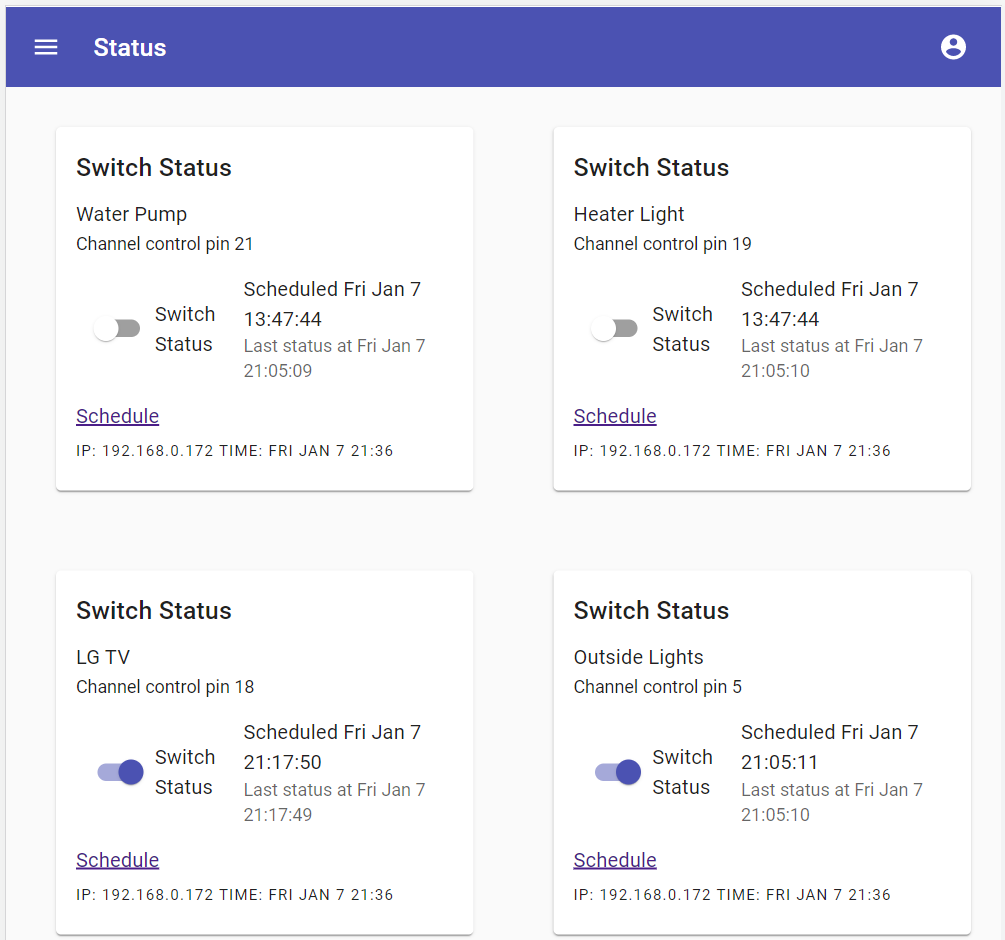 Status
Switch Status
Water Pump
Channel control pin 21
Switch
Status
Scheduled Fri Jan 7
13:47:44
Last status at Fri Jan 7
21:05:09
Schedule
IP: 192.168.0.172 TIME: FRI JAN 7 21:36
Switch Status
Heater Light
Channel control pin 19
Switch
Status
Scheduled Fri Jan 7
13:47:44
Last status at Fri Jan 7
21:05:10
Schedule
IP: 192.168.0.172 TIME: FRI JAN 7 21:36
Switch Status
LG TV
Channel control pin 18
Switch
Status
Scheduled Fri Jan 7
21:17:50
Last status at Fri Jan 7
21:17:49
Schedule
IP: 192.168.0.172 TIME: FRI JAN 7 21:36
Switch Status
Outside Lights
Channel control pin 5
Switch
Status
Scheduled Fri Jan 7
21:05:11
Last status at Fri Jan 7
21:05:10
Schedule
IP: 192.168.0.172 TIME: FRI JAN 7 21:36